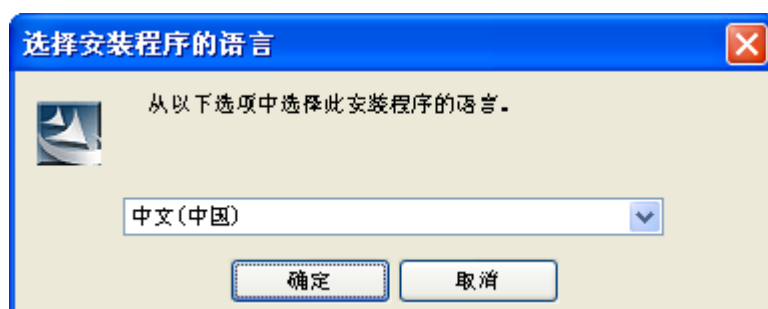 选择安装程序的语言
从以下选项中选择此安装程序的语言。
中文(中国)
确定
取消